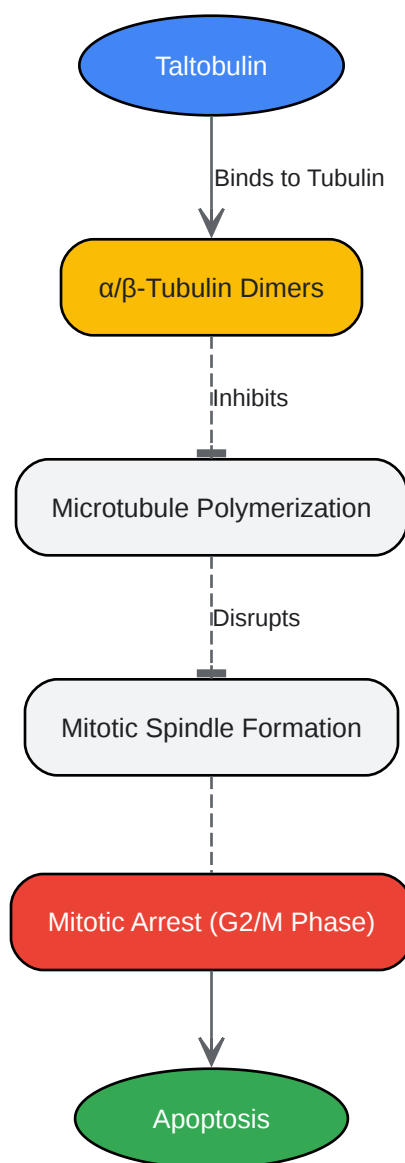 Taltobulin
Binds to Tubulin
α/β-Tubulin Dimers
Inhibits
Microtubule Polymerization
Disrupts
Mitotic Spindle Formation
Mitotic Arrest (G2/M Phase)
Apoptosis